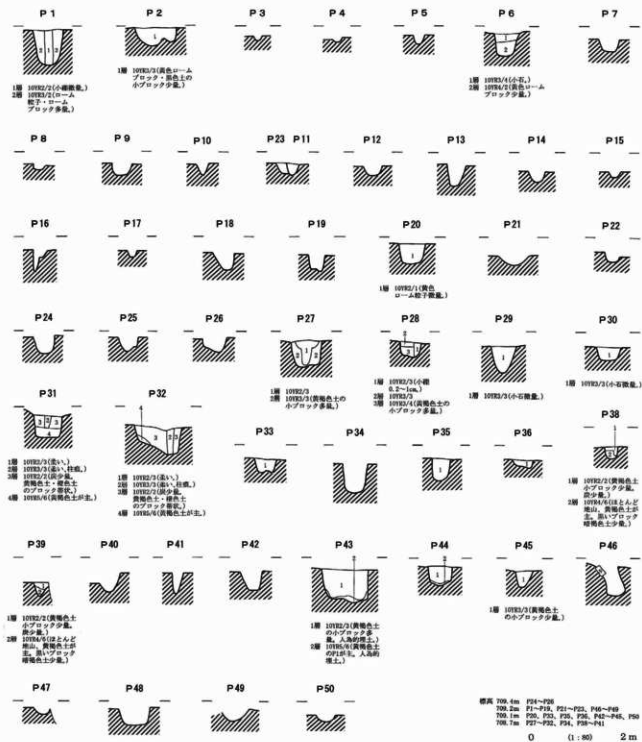 P1 P2 P3 P4 P5 P6 P7
1層 10YR2/2(小礫微量。)
2層 10YR3/2(ローム
粒子・ローム
ブロック多量。)
1層 10YR2/3(黄色ローム
ブロック・黒色土の
小ブロック少量。)
1層 10YR3/4(小石。)
2層 10YR4/2(黄色ローム
ブロック少量。)
P8 P9 P10 P23 P11 P12 P13 P14 P15
P16 P17 P18 P19 P20 P21 P22
1層 10YR2/1(黄色
ローム粒子微量。)
P24 P25 P26 P27 P28 P29 P30
1層 10YR2/3
2層 10YR3/3(黄褐色土の
小ブロック多量。)
1層 10YR2/3(小礫
0.2~1cm。)
2層 10YR3/3
3層 10YR3/4(黄褐色土の
小ブロック多量。)
1層 10YR2/3(小石微量。)
1層 10YR3/3(小石微量。)
P31 P32 P33 P34 P35 P36 P38
1層 10YR2/3(柔い。)
2層 10YR3/3(柔い、柱痕。)
3層 10YR2/2(炭少量。
黄褐色土・褐色土
のブロック帯状。)
4層 10YR5/6(黄褐色土が主。)
1層 10YR2/3(柔い。)
2層 10YR3/3(柔い、柱痕。)
3層 10YR2/2(炭少量。
黄褐色土・褐色土
のブロック帯状。)
4層 10YR5/6(黄褐色土が主。)
1層 10YR2/2(黄褐色土
小ブロック少量。
炭少量。)
2層 10YR4/6(ほとんど
地山、黄褐色土が
主。黒いブロック
暗褐色土少量。)
P39 P40 P41 P42 P43 P44 P45 P46
1層 10YR2/2(黄褐色土
小ブロック少量。
炭少量。)
2層 10YR4/6(ほとんど
地山、黄褐色土が
主。黒いブロック
暗褐色土少量。)
1層 10YR2/3(黄褐色土
の小ブロック多
量。人為的埋土。)
2層 10YR5/6(黄褐色土
が主。人為的
埋土。)
1層 10YR3/3(黄褐色土
の小ブロック少量。)
P47 P48 P49 P50
標高 709.4m P24~P26
709.2m P1~P19, P21~P23, P46~P49
709.1m P20, P33, P35, P36, P42~P45, P50
708.7m P27~P32, P34, P38~P41
0 (1:80) 2m